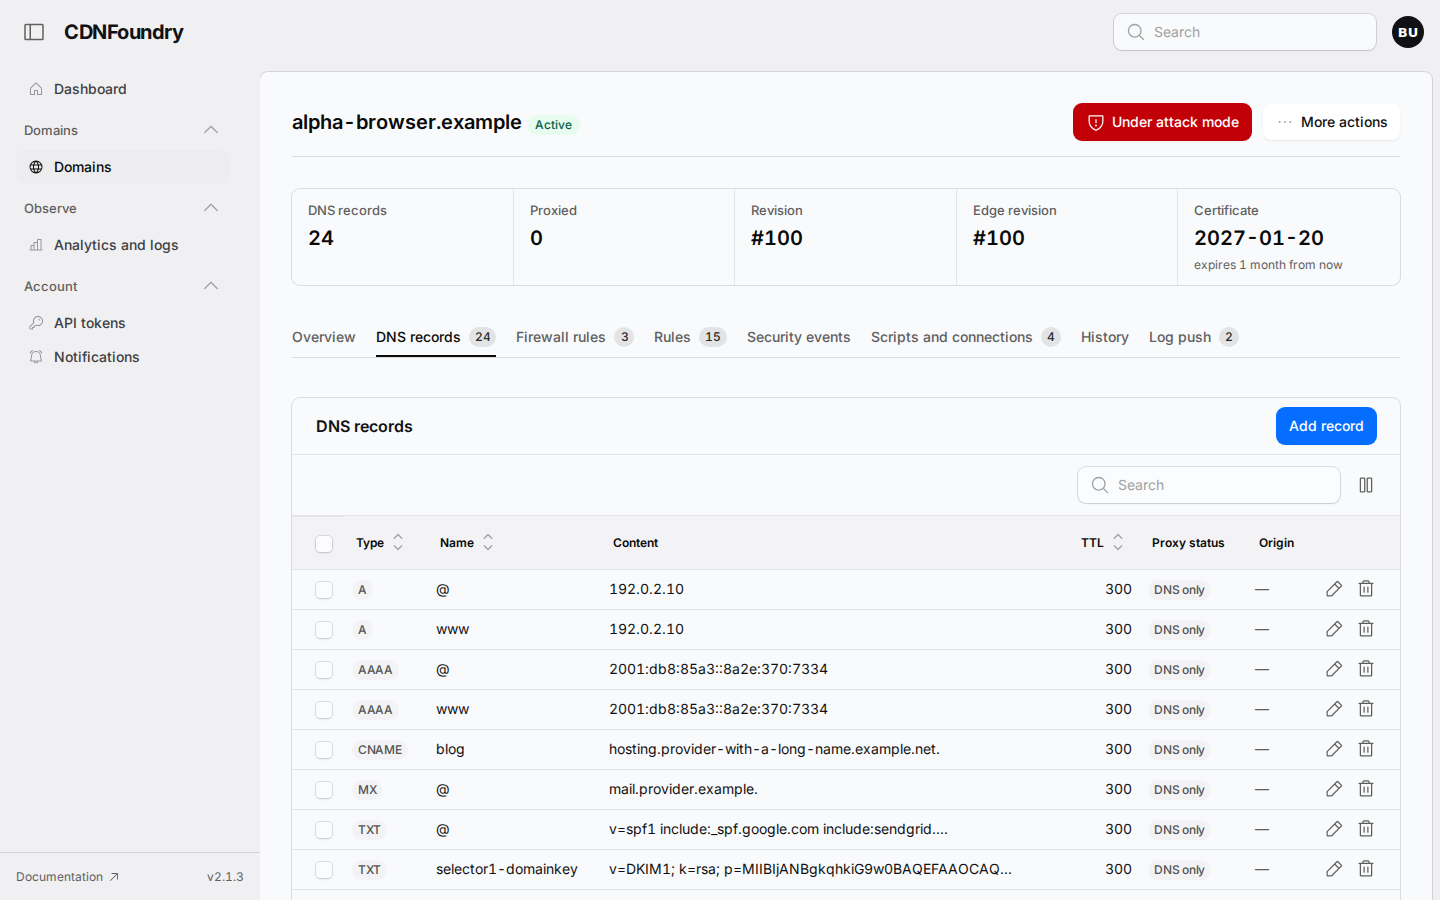 CDNFoundry
Search
BU
Dashboard
Domains
Domains
Observe
Analytics and logs
Account
API tokens
Notifications
Documentation
v2.1.3
alpha-browser.example
Active
Under attack mode
More actions
DNS records
24
Proxied
0
Revision
#100
Edge revision
#100
Certificate
2027-01-20
expires 1 month from now
Overview
DNS records 24
Firewall rules 3
Rules 15
Security events
Scripts and connections 4
History
Log push 2
DNS records
Add record
Search
Type Name Content TTL Proxy status Origin
A @ 192.0.2.10 300 DNS only —
A www 192.0.2.10 300 DNS only —
AAAA @ 2001:db8:85a3::8a2e:370:7334 300 DNS only —
AAAA www 2001:db8:85a3::8a2e:370:7334 300 DNS only —
CNAME blog hosting.provider-with-a-long-name.example.net. 300 DNS only —
MX @ mail.provider.example. 300 DNS only —
TXT @ v=spf1 include:_spf.google.com include:sendgrid.... 300 DNS only —
TXT selector1-domainkey v=DKIM1; k=rsa; p=MIIBIjANBgkqhkiG9w0BAQEFAAOCAQ... 300 DNS only —